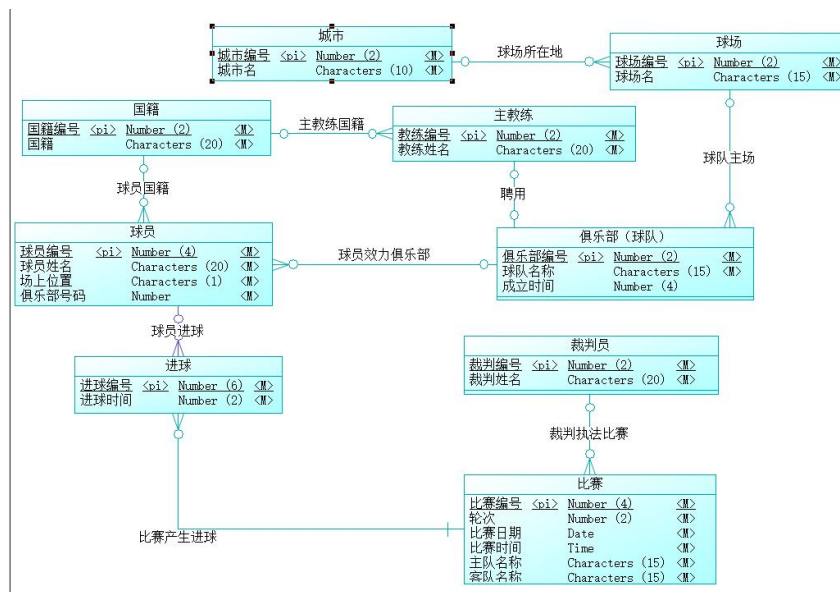 城市
城市编号 <pi> Number (2) <M>
城市名 Characters (10) <M>
球场所在地
球场
球场编号 <pi> Number (2) <M>
球场名 Characters (15) <M>
国籍
国籍编号 <pi> Number (2) <M>
国籍 Characters (20) <M>
主教练国籍
主教练
教练编号 <pi> Number (2) <M>
教练姓名 Characters (20) <M>
球队主场
球员国籍
聘用
球员
球员编号 <pi> Number (4) <M>
球员姓名 Characters (20) <M>
场上位置 Characters (1) <M>
俱乐部号码 Number <M>
球员效力俱乐部
俱乐部（球队）
俱乐部编号 <pi> Number (2) <M>
球队名称 Characters (15) <M>
成立时间 Number (4)
球员进球
进球
进球编号 <pi> Number (6) <M>
进球时间 Number (2) <M>
裁判员
裁判编号 <pi> Number (2) <M>
裁判姓名 Characters (20) <M>
裁判执法比赛
比赛
比赛编号 <pi> Number (4) <M>
轮次 Number (2) <M>
比赛日期 Date <M>
比赛时间 Time <M>
主队名称 Characters (15) <M>
客队名称 Characters (15) <M>
比赛产生进球